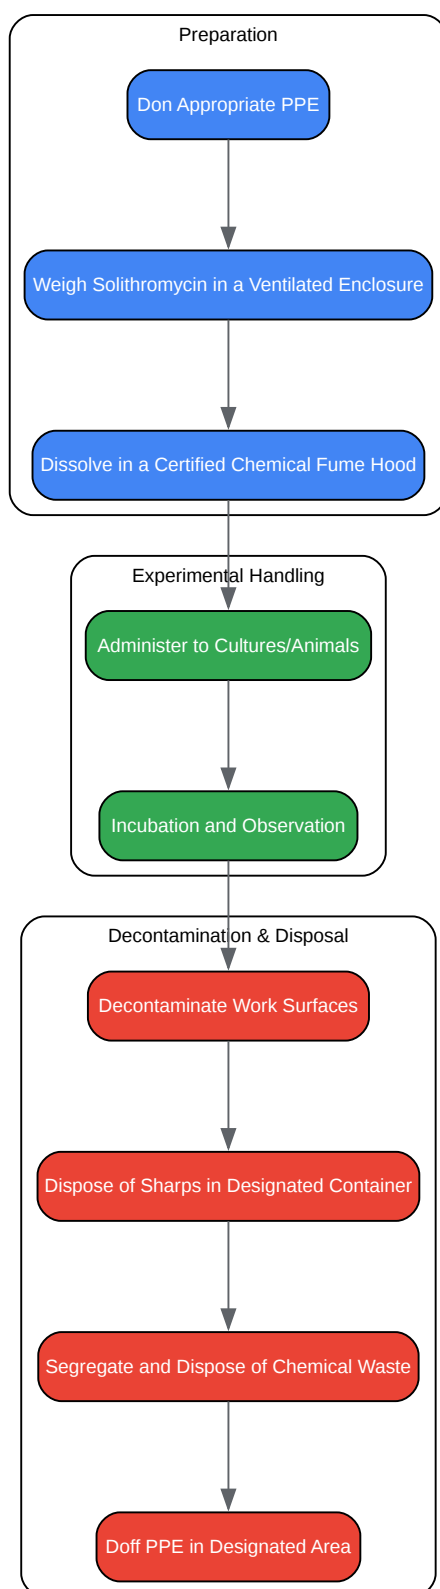 Preparation
Don Appropriate PPE
Weigh Solithromycin in a Ventilated Enclosure
Dissolve in a Certified Chemical Fume Hood
Experimental Handling
Administer to Cultures/Animals
Incubation and Observation
Decontamination & Disposal
Decontaminate Work Surfaces
Dispose of Sharps in Designated Container
Segregate and Dispose of Chemical Waste
Doff PPE in Designated Area